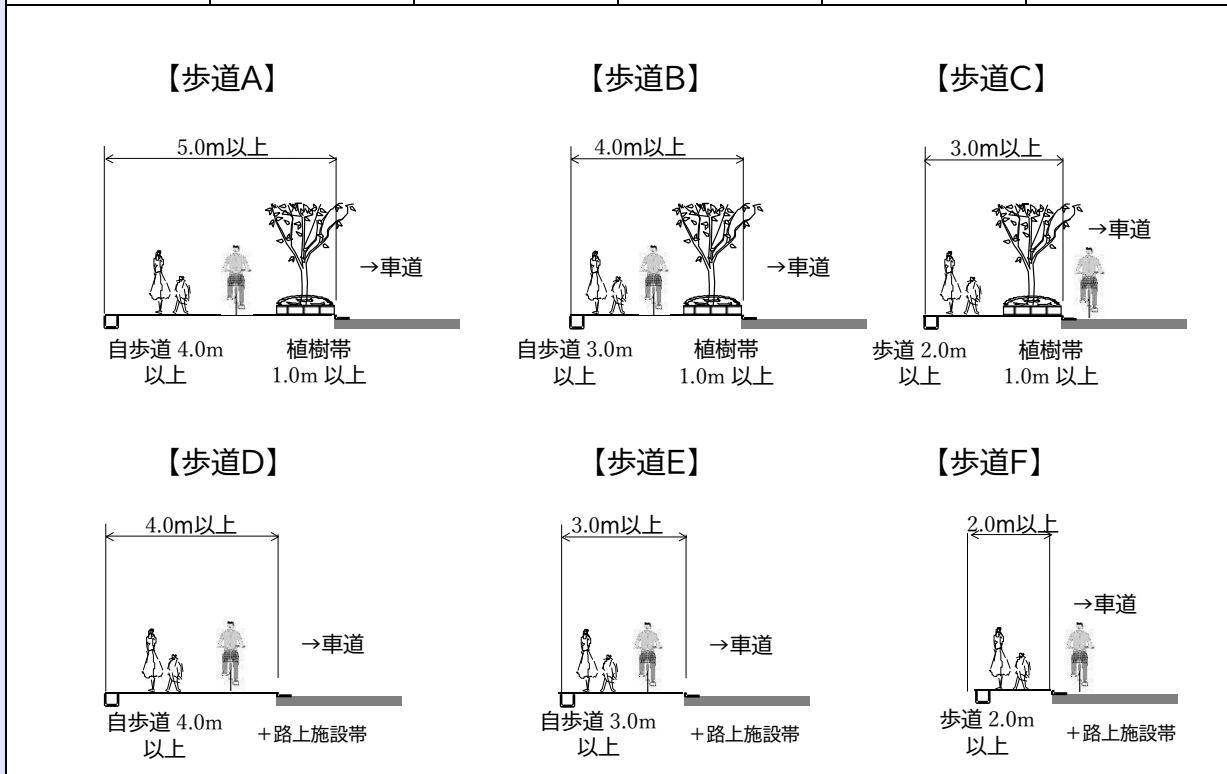 【歩道A】
【歩道B】
【歩道C】
5.0m以上
4.0m以上
3.0m以上
→車道
→車道
→車道
自歩道 4.0m
以上
植樹帯
1.0m 以上
自歩道 3.0m
以上
植樹帯
1.0m 以上
歩道 2.0m
以上
植樹帯
1.0m 以上
【歩道D】
【歩道E】
【歩道F】
4.0m以上
3.0m以上
2.0m以上
→車道
→車道
→車道
自歩道 4.0m
以上
+路上施設帯
自歩道 3.0m
以上
+路上施設帯
歩道 2.0m
以上
+路上施設帯